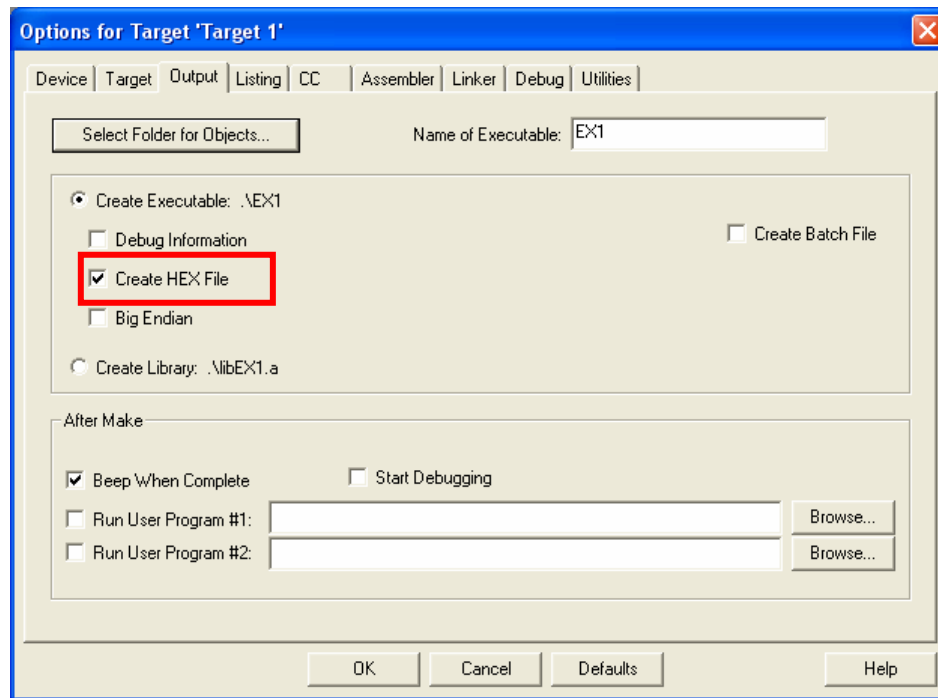 Options for Target 'Target 1'
Device Target Output Listing CC Assembler Linker Debug Utilities
Select Folder for Objects... Name of Executable: EX1
Create Executable: .\EX1
Debug Information Create Batch File
Create HEX File
Big Endian
Create Library: .\libEX1.a
After Make
Beep When Complete Start Debugging
Run User Program #1: Browse...
Run User Program #2: Browse...
OK Cancel Defaults Help